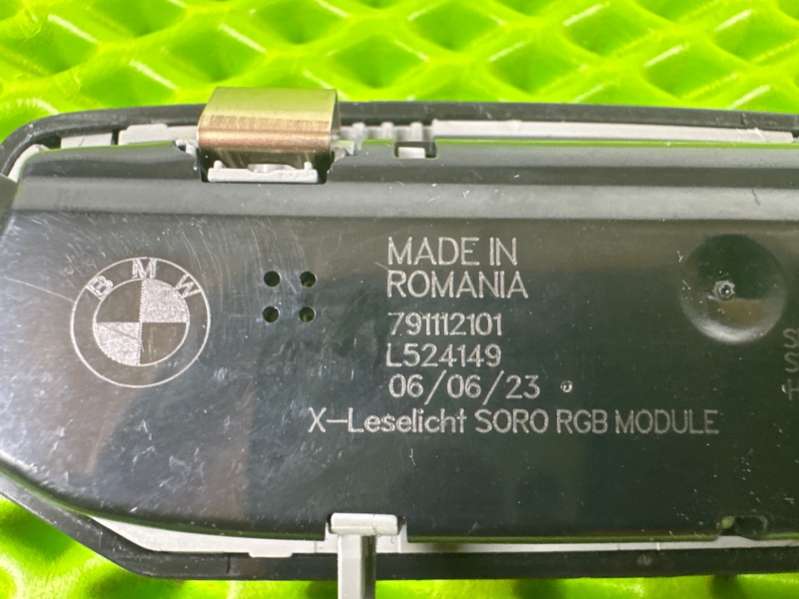 BMW
MADE IN
ROMANIA
791112101
L524149
06/06/23
X-Leselicht SORO RGB MODULE